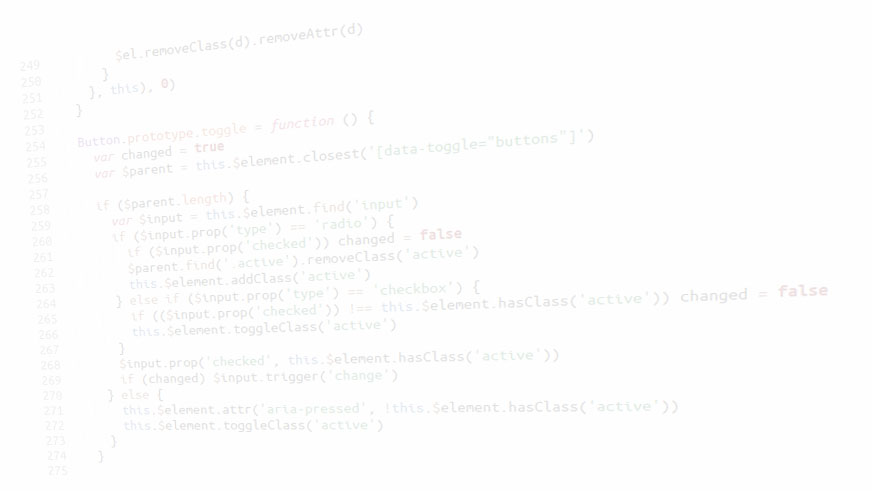 $el.removeClass(d).removeAttr(d)
249 }
250 }, this), 0)
251 }
252
253 Button.prototype.toggle = function () {
254 var changed = true
255 var $parent = this.$element.closest('[data-toggle="buttons"]')
256
257 if ($parent.length) {
258 var $input = this.$element.find('input')
259 if ($input.prop('type') == 'radio') {
260 if ($input.prop('checked')) changed = false
261 $parent.find('.active').removeClass('active')
262 this.$element.addClass('active')
263 } else if ($input.prop('type') == 'checkbox') {
264 if (($input.prop('checked')) !== this.$element.hasClass('active')) changed = false
265 this.$element.toggleClass('active')
266 }
267 $input.prop('checked', this.$element.hasClass('active'))
268 if (changed) $input.trigger('change')
269 } else {
270 this.$element.attr('aria-pressed', !this.$element.hasClass('active'))
271 this.$element.toggleClass('active')
272 }
273 }
274
275